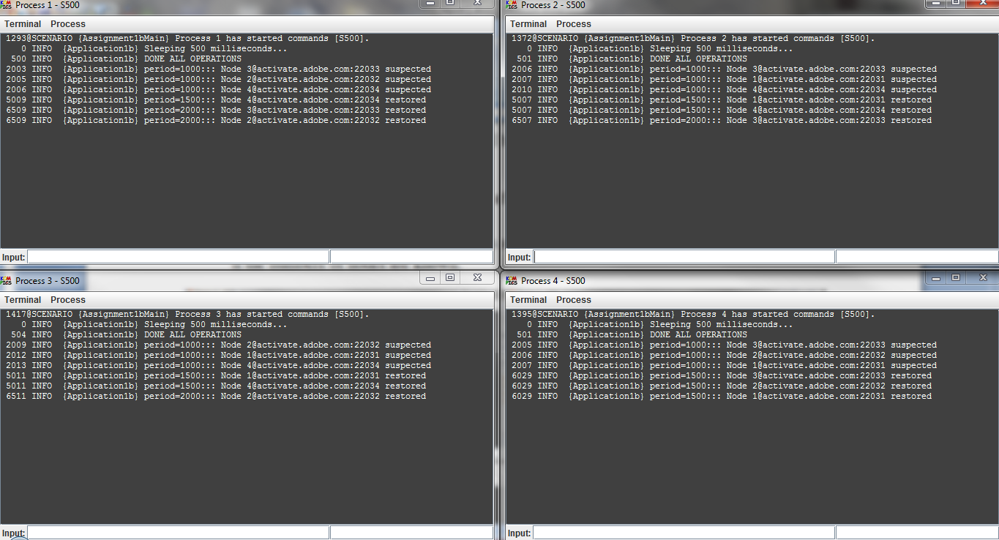 Process 1 - S500
Terminal Process
1293@SCENARIO {Assignment1bMain} Process 1 has started commands [S500].
0 INFO {Application1b} Sleeping 500 milliseconds...
500 INFO {Application1b} DONE ALL OPERATIONS
2003 INFO {Application1b} period=1000::: Node 3@activate.adobe.com:22033 suspected
2005 INFO {Application1b} period=1000::: Node 2@activate.adobe.com:22032 suspected
2006 INFO {Application1b} period=1000::: Node 4@activate.adobe.com:22034 suspected
5009 INFO {Application1b} period=1500::: Node 4@activate.adobe.com:22034 restored
6509 INFO {Application1b} period=2000::: Node 3@activate.adobe.com:22033 restored
6509 INFO {Application1b} period=2000::: Node 2@activate.adobe.com:22032 restored
Input:
Process 2 - S500
Terminal Process
1372@SCENARIO {Assignment1bMain} Process 2 has started commands [S500].
0 INFO {Application1b} Sleeping 500 milliseconds...
501 INFO {Application1b} DONE ALL OPERATIONS
2006 INFO {Application1b} period=1000::: Node 3@activate.adobe.com:22033 suspected
2007 INFO {Application1b} period=1000::: Node 1@activate.adobe.com:22031 suspected
2010 INFO {Application1b} period=1000::: Node 4@activate.adobe.com:22034 suspected
5007 INFO {Application1b} period=1500::: Node 1@activate.adobe.com:22031 restored
5007 INFO {Application1b} period=1500::: Node 4@activate.adobe.com:22034 restored
6507 INFO {Application1b} period=2000::: Node 3@activate.adobe.com:22033 restored
Input:
Process 3 - S500
Terminal Process
1417@SCENARIO {Assignment1bMain} Process 3 has started commands [S500].
0 INFO {Application1b} Sleeping 500 milliseconds...
504 INFO {Application1b} DONE ALL OPERATIONS
2009 INFO {Application1b} period=1000::: Node 2@activate.adobe.com:22032 suspected
2012 INFO {Application1b} period=1000::: Node 1@activate.adobe.com:22031 suspected
2013 INFO {Application1b} period=1000::: Node 4@activate.adobe.com:22034 suspected
5011 INFO {Application1b} period=1500::: Node 1@activate.adobe.com:22031 restored
5011 INFO {Application1b} period=1500::: Node 4@activate.adobe.com:22034 restored
6511 INFO {Application1b} period=2000::: Node 2@activate.adobe.com:22032 restored
Input:
Process 4 - S500
Terminal Process
1395@SCENARIO {Assignment1bMain} Process 4 has started commands [S500].
0 INFO {Application1b} Sleeping 500 milliseconds...
501 INFO {Application1b} DONE ALL OPERATIONS
2005 INFO {Application1b} period=1000::: Node 3@activate.adobe.com:22033 suspected
2006 INFO {Application1b} period=1000::: Node 2@activate.adobe.com:22032 suspected
2007 INFO {Application1b} period=1000::: Node 1@activate.adobe.com:22031 suspected
6029 INFO {Application1b} period=1500::: Node 3@activate.adobe.com:22033 restored
6029 INFO {Application1b} period=1500::: Node 2@activate.adobe.com:22032 restored
6029 INFO {Application1b} period=1500::: Node 1@activate.adobe.com:22031 restored
Input: